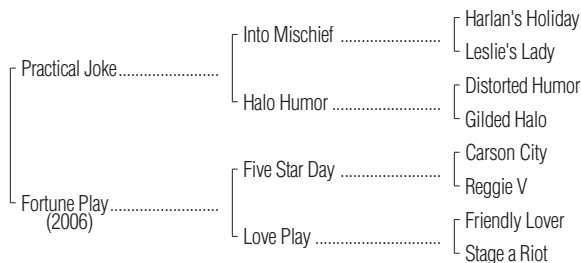 Harlan's Holiday
Into Mischief ........................
Leslie's Lady
Practical Joke........................
Distorted Humor
Halo Humor ..........................
Gilded Halo
Carson City
Five Star Day ........................
Reggie V
Fortune Play..........................
(2006)
Friendly Lover
Love Play ..............................
Stage a Riot